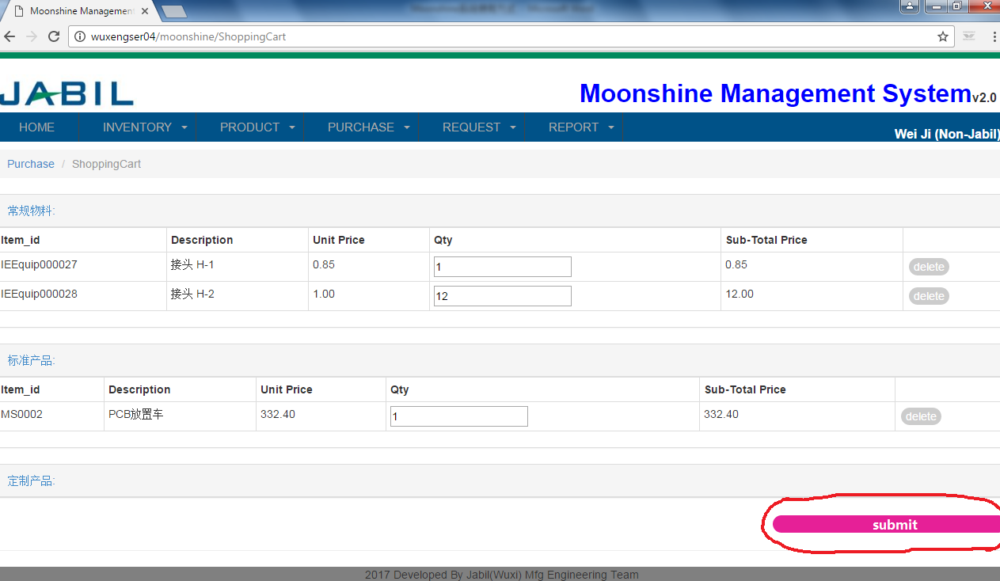 Moonshine Management
wuxengser04/moonshine/ShoppingCart
JABIL
Moonshine Management System v2.0
HOME INVENTORY PRODUCT PURCHASE REQUEST REPORT
Wei Ji (Non-Jabil)
Purchase / ShoppingCart
常规物料:
Item_id Description Unit Price Qty Sub-Total Price
IEEquip000027 接头 H-1 0.85 1 0.85 delete
IEEquip000028 接头 H-2 1.00 12 12.00 delete
标准产品:
Item_id Description Unit Price Qty Sub-Total Price
MS0002 PCB放置车 332.40 1 332.40 delete
定制产品:
submit
2017 Developed By Jabil(Wuxi) Mfg Engineering Team